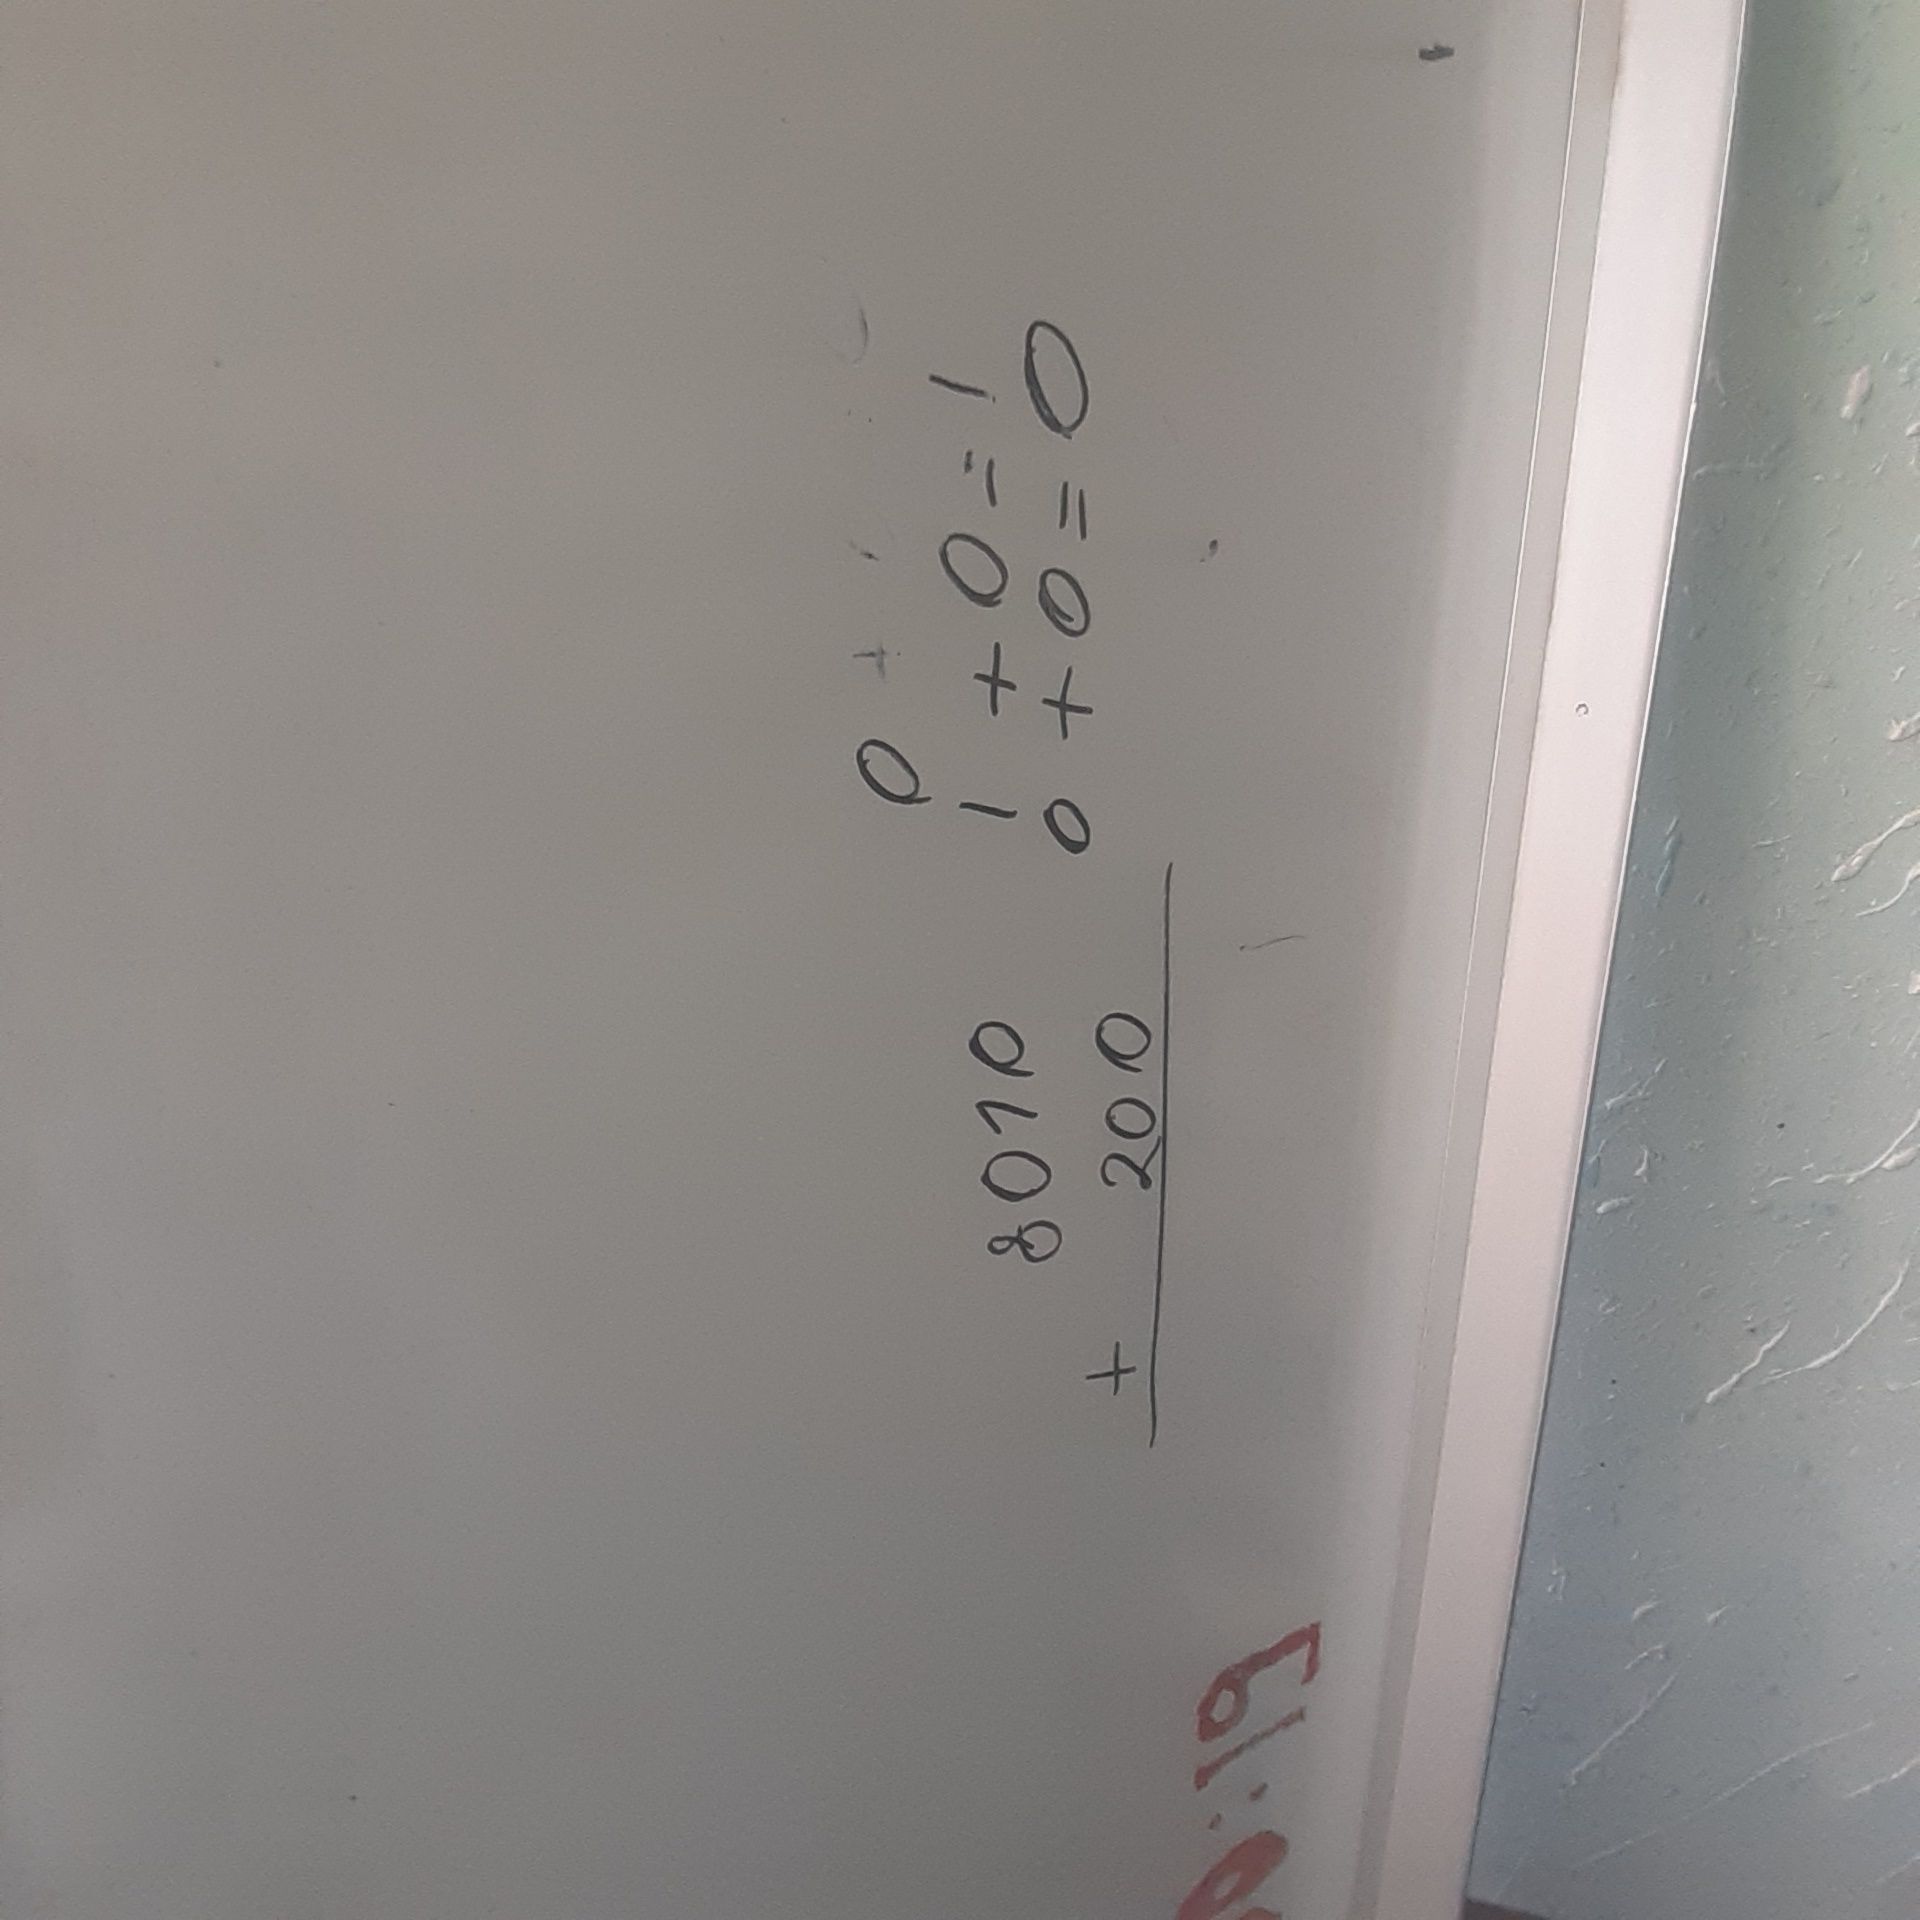 0 +
1 + 0 = 1
0 + 0 = 0
8010
+ 200